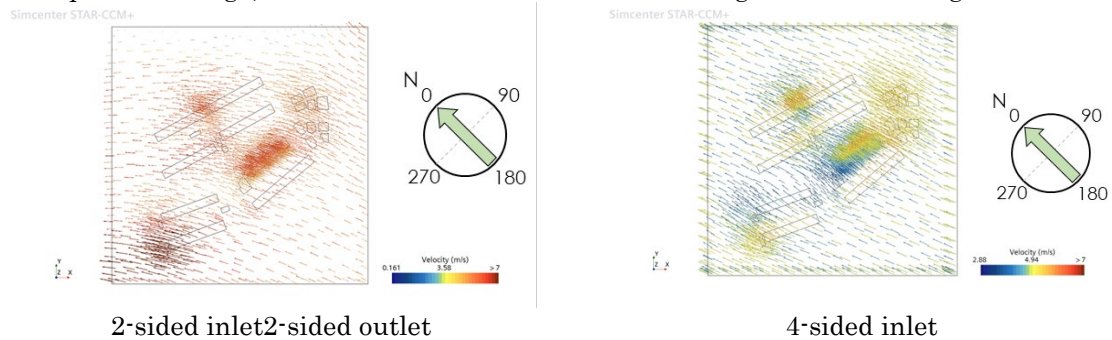 Simcenter STAR-CCM+
N
0
90
270
180
Y
Z X
Velocity (m/s)
0.161 3.58 > 7
2-sided inlet2-sided outlet
Simcenter STAR-CCM+
N
0
90
270
180
Y
Z X
Velocity (m/s)
2.88 4.94 > 7
4-sided inlet